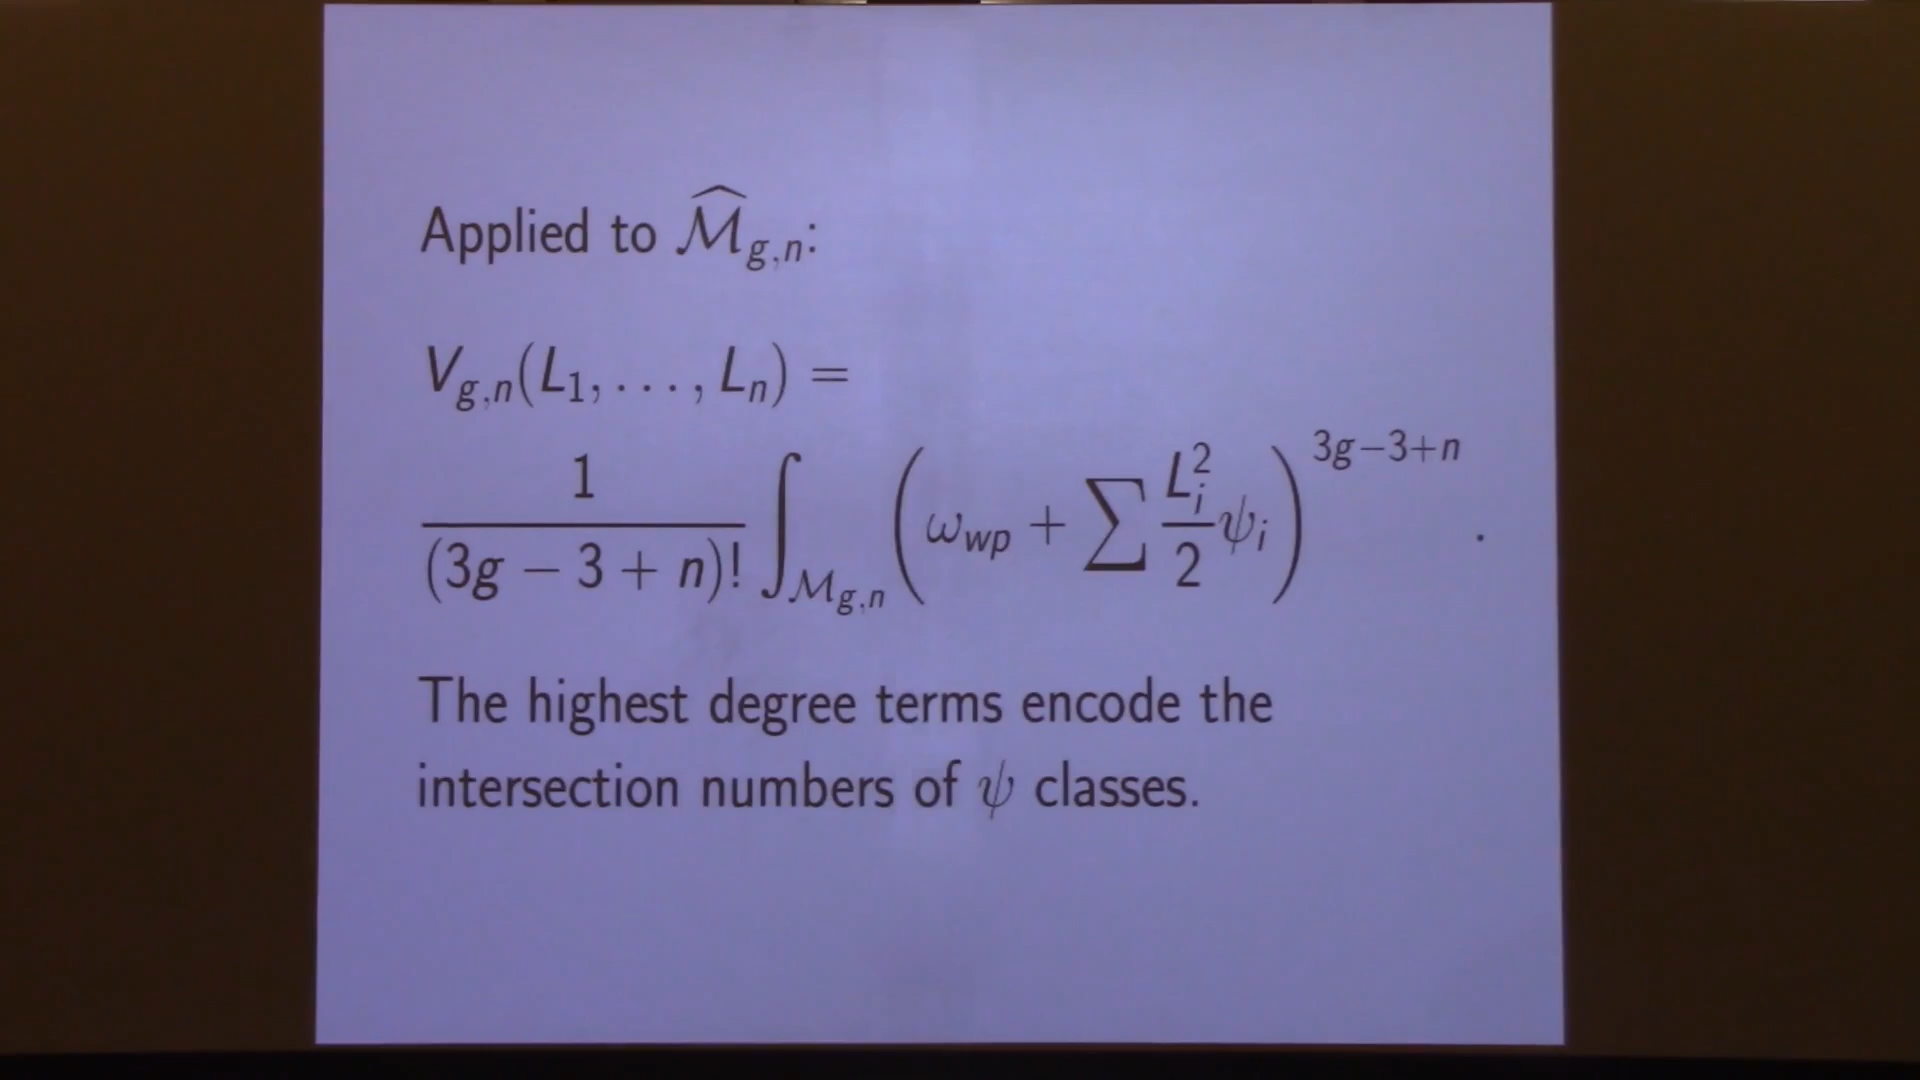 Applied to $\widehat{\mathcal{M}}_{g,n}$:
$V_{g,n}(L_1, \ldots, L_n) =$
$\frac{1}{(3g-3+n)!} \int_{\mathcal{M}_{g,n}} \left( \omega_{wp} + \sum \frac{L_i^2}{2} \psi_i \right)^{3g-3+n}$ .
The highest degree terms encode the
intersection numbers of $\psi$ classes.